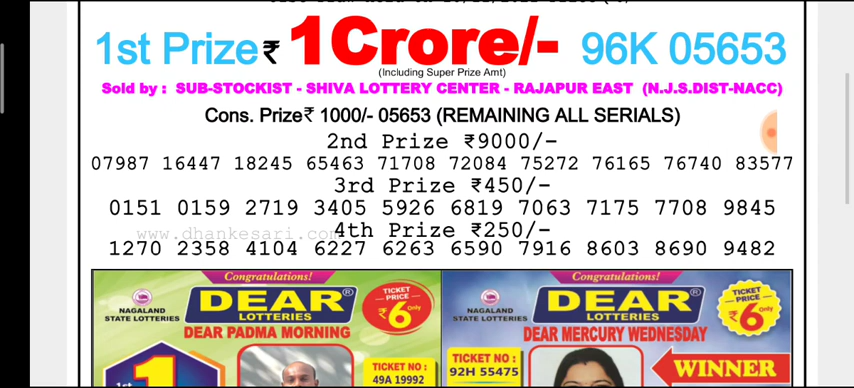 1st Prize ₹ 1Crore/- 96K 05653
(Including Super Prize Amt)
Sold by : SUB-STOCKIST - SHIVA LOTTERY CENTER - RAJAPUR EAST (N.J.S.DIST-NACC)
Cons. Prize₹ 1000/- 05653 (REMAINING ALL SERIALS)
2nd Prize ₹9000/-
07987 16447 18245 65463 71708 72084 75272 76165 76740 83577
3rd Prize ₹450/-
0151 0159 2719 3405 5926 6819 7063 7175 7708 9845
www.dhankesari.com
4th Prize ₹250/-
1270 2358 4104 6227 6263 6590 7916 8603 8690 9482
Congratulations!
NAGALAND
STATE LOTTERIES
DEAR®
LOTTERIES
TICKET
PRICE
₹6 Only
DEAR PADMA MORNING
1st
1
TICKET NO :
49A 19992
Congratulations!
NAGALAND
STATE LOTTERIES
DEAR®
LOTTERIES
TICKET
PRICE
₹6 Only
DEAR MERCURY WEDNESDAY
TICKET NO :
92H 55475
WINNER